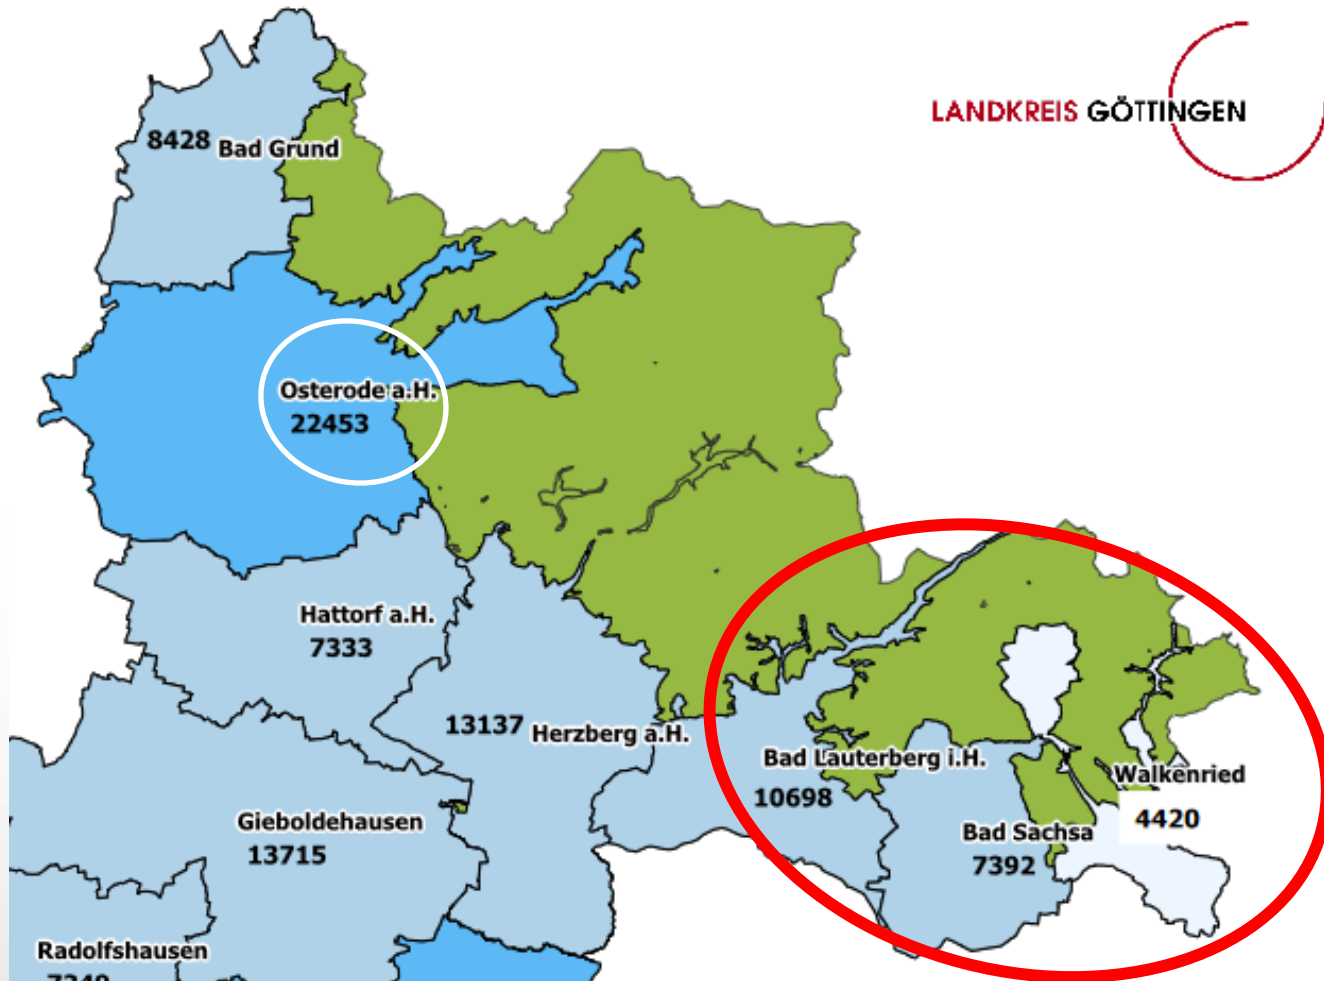 LANDKREIS GÖTTINGEN
8428 Bad Grund
Osterode a.H.
22453
Hattorf a.H.
7333
13137 Herzberg a.H.
Bad Lauterberg i.H.
10698
Walkenried
4420
Gieboldehausen
13715
Bad Sachsa
7392
Radolfshausen